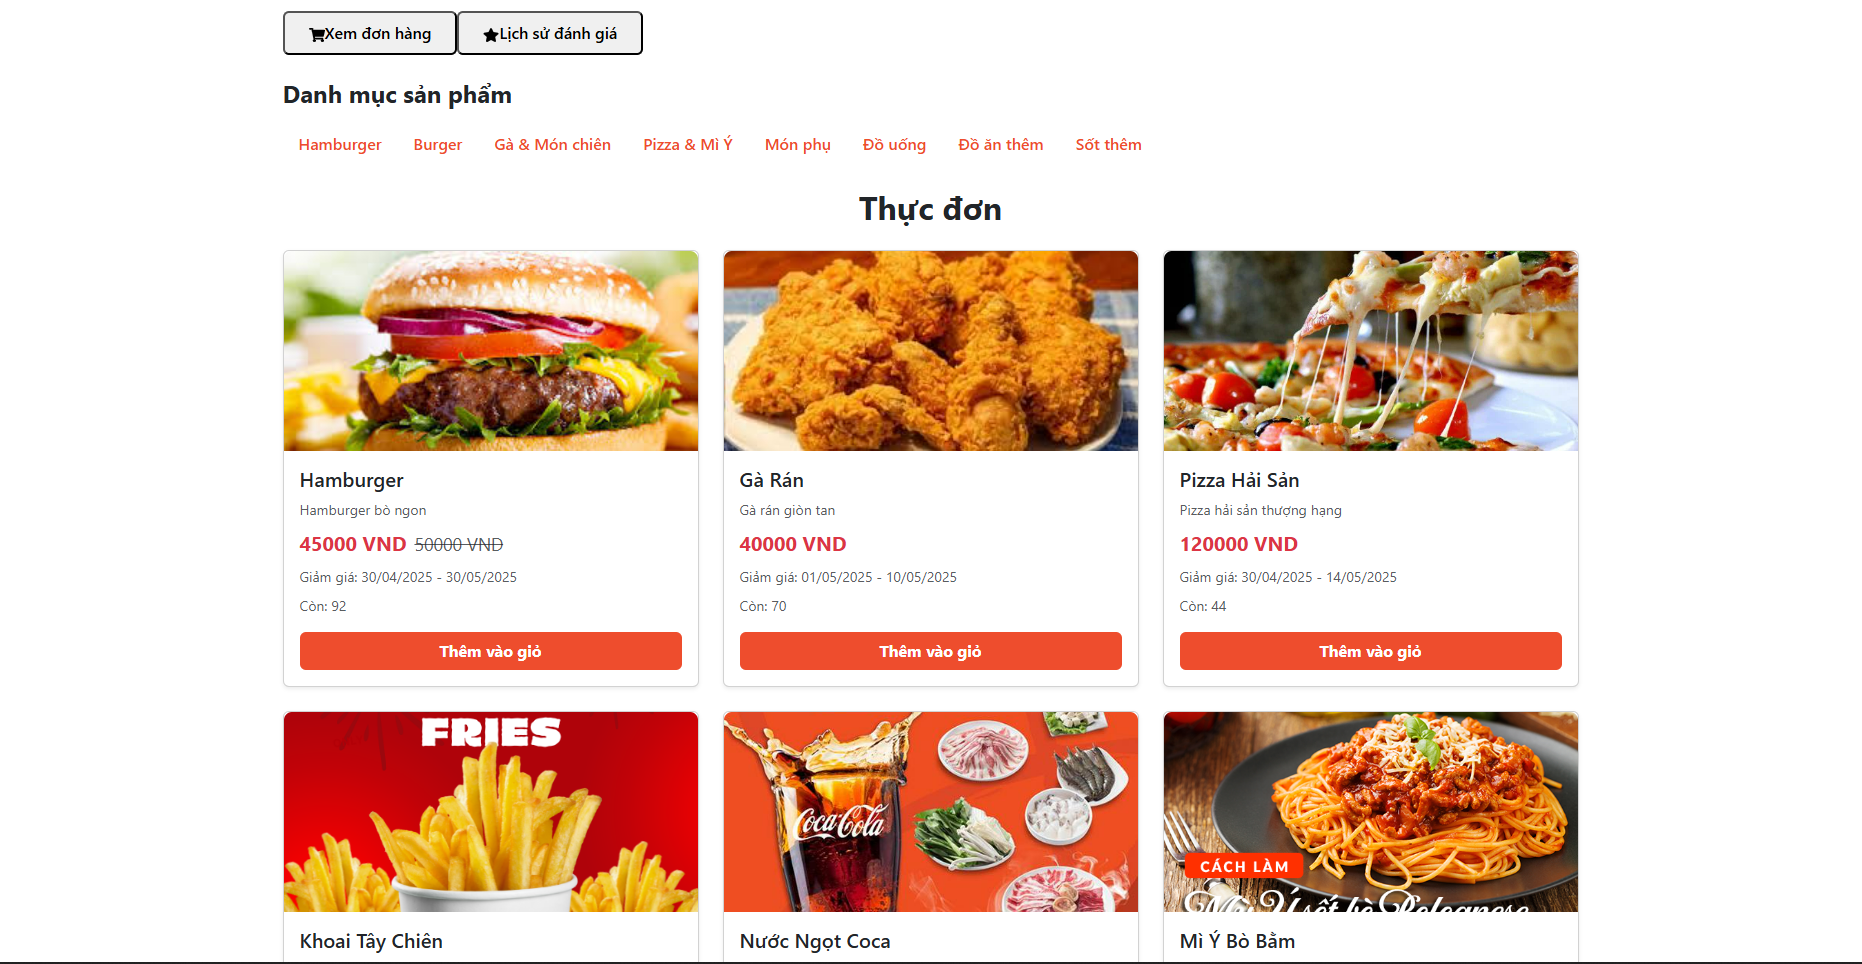 Xem đơn hàng Lịch sử đánh giá
Danh mục sản phẩm
Hamburger Burger Gà & Món chiên Pizza & Mì Ý Món phụ Đồ uống Đồ ăn thêm Sốt thêm
Thực đơn
Hamburger
Hamburger bò ngon
45000 VND 50000 VND
Giảm giá: 30/04/2025 - 30/05/2025
Còn: 92
Thêm vào giỏ
Gà Rán
Gà rán giòn tan
40000 VND
Giảm giá: 01/05/2025 - 10/05/2025
Còn: 70
Thêm vào giỏ
Pizza Hải Sản
Pizza hải sản thượng hạng
120000 VND
Giảm giá: 30/04/2025 - 14/05/2025
Còn: 44
Thêm vào giỏ
FRIES
Khoai Tây Chiên
Coca-Cola
Nước Ngọt Coca
CÁCH LÀM
Mỳ Ý sốt bò Bolognese
Mì Ý Bò Bằm